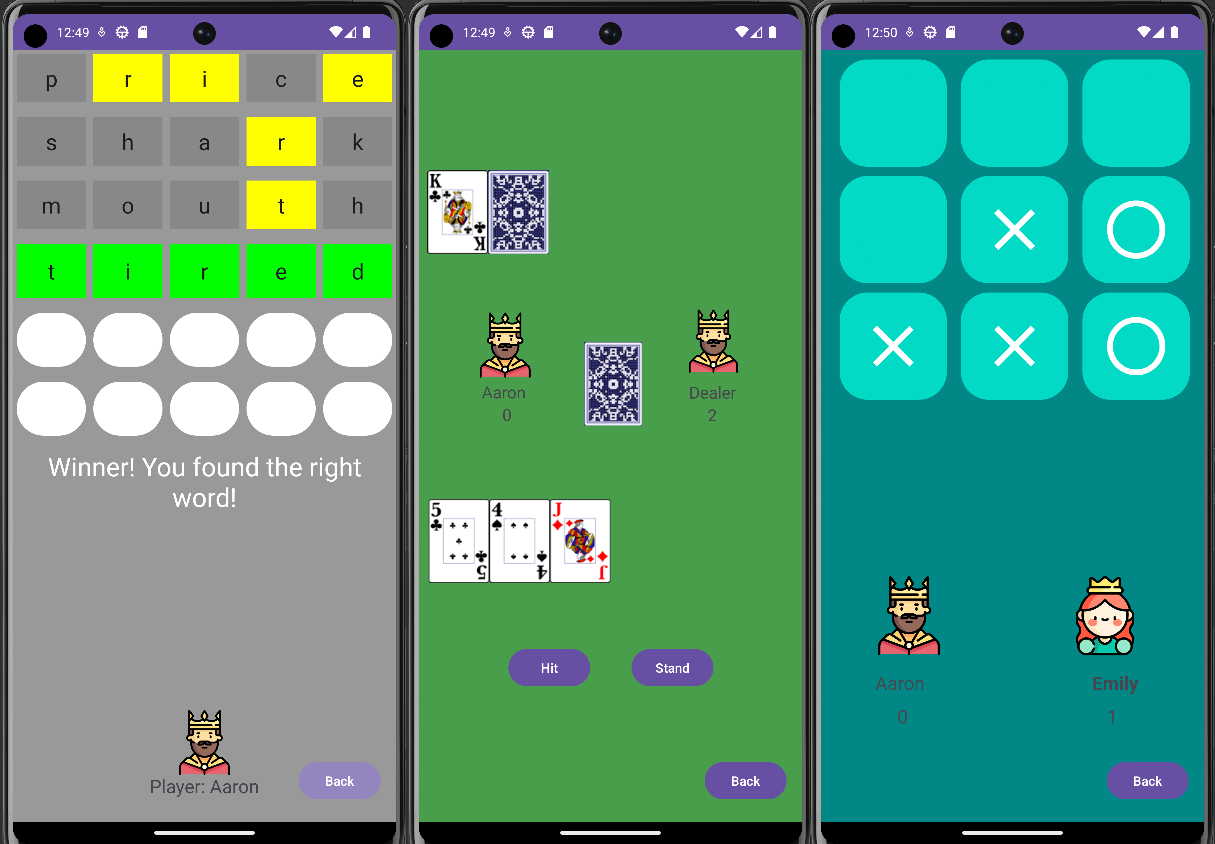 12:49
p r i c e
s h a r k
m o u t h
t i r e d
Winner! You found the right
word!
Player: Aaron
Back
12:49
K
K
Aaron
0
Dealer
2
5 4 J
5 4 J
Hit Stand
Back
12:50
Aaron
0
Emily
1
Back